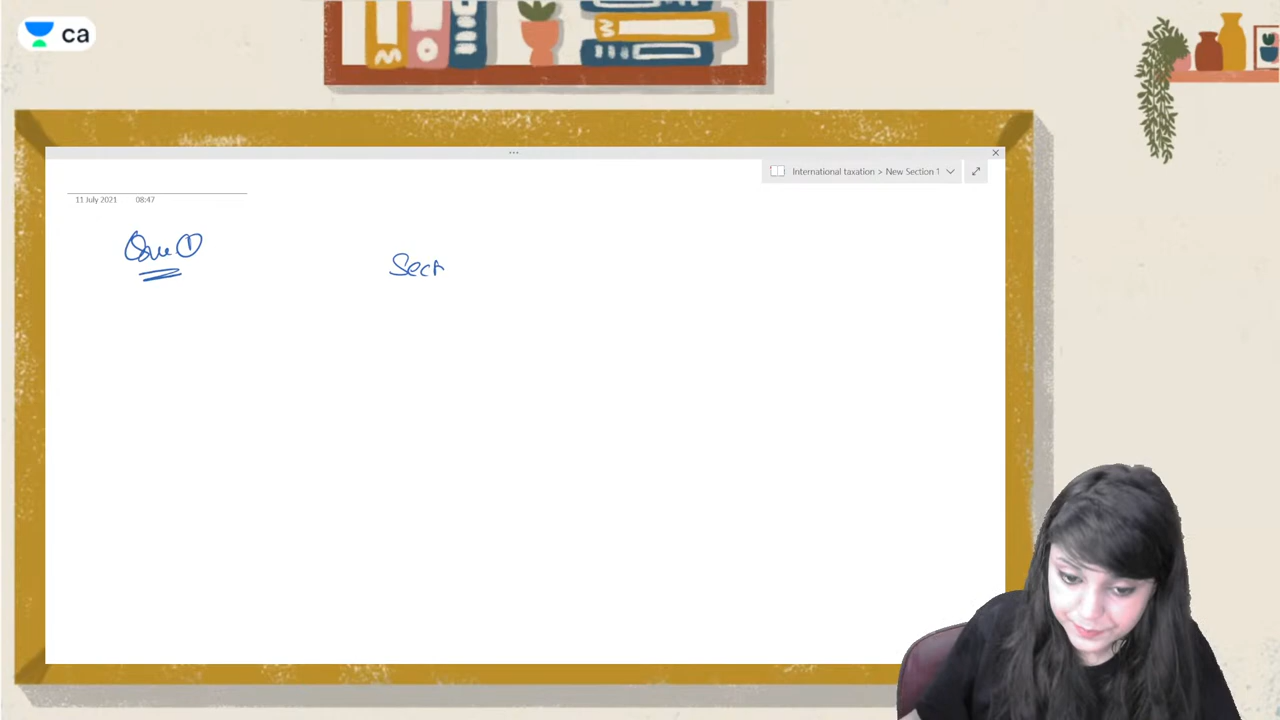 ca
International taxation > New Section 1
11 July 2021 08:47
Que ①
Sect